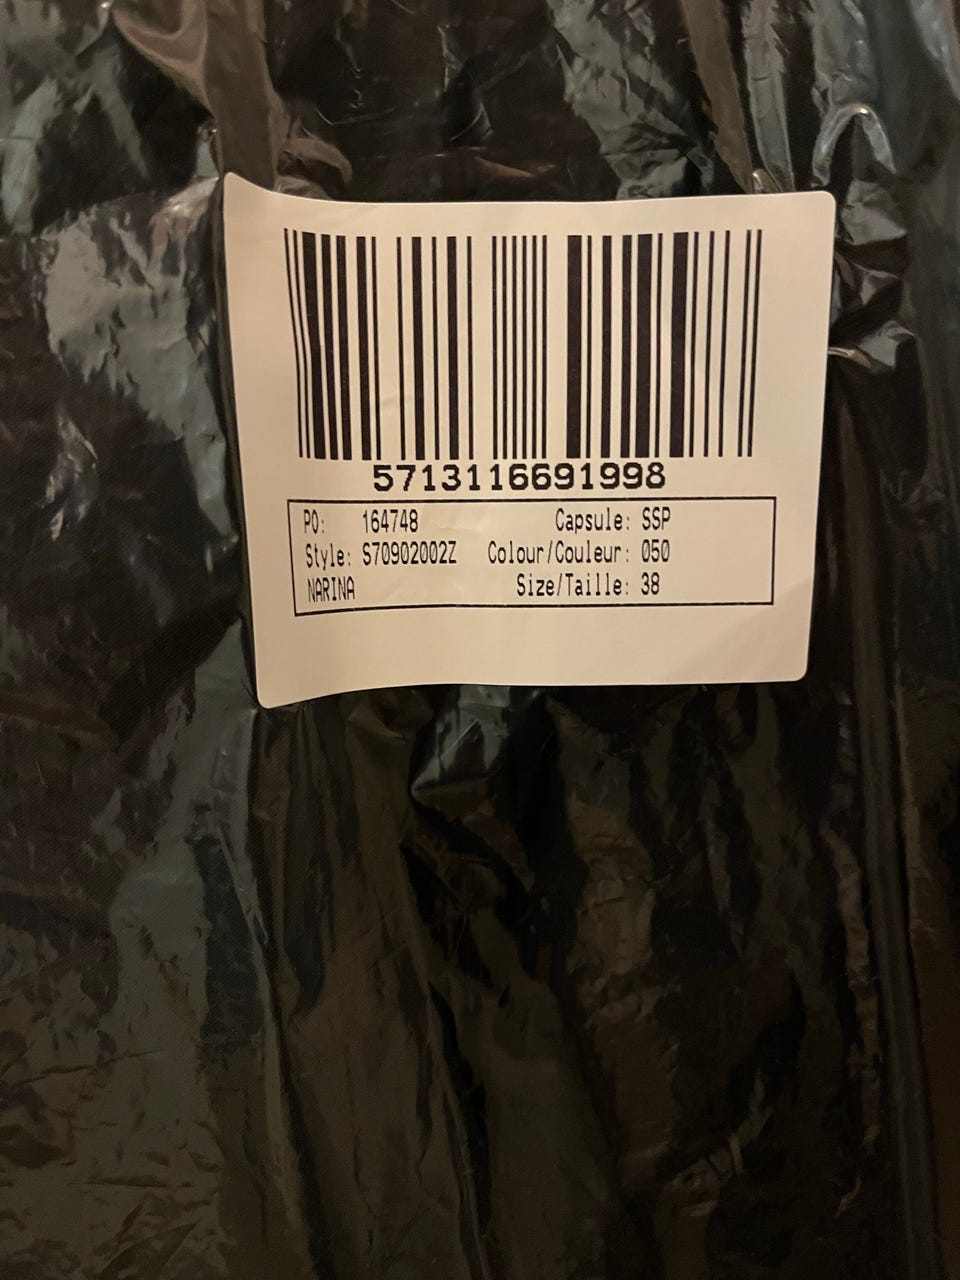 5713116691998
PO: 164748 Capsule: SSP
Style: S70902002Z Colour/Couleur: 050
NARINA Size/Taille: 38